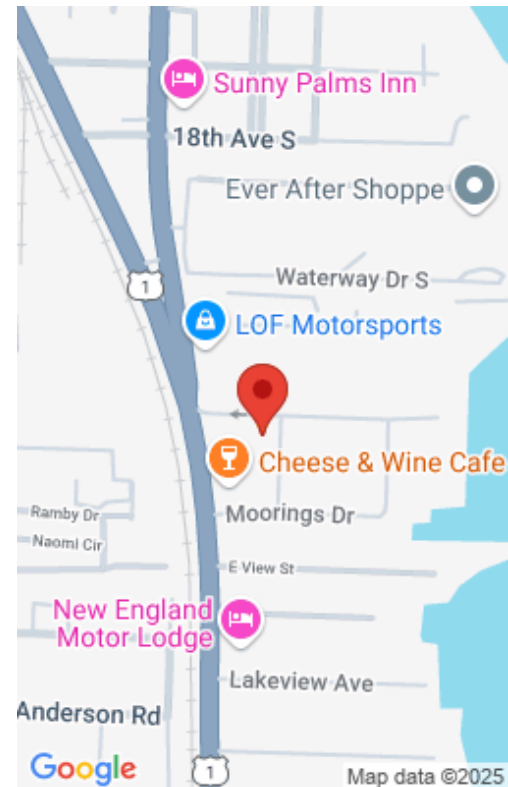 Sunny Palms Inn
18th Ave S
Ever After Shoppe
Waterway Dr S
1
LOF Motorsports
Cheese & Wine Cafe
Ramby Dr
Moorings Dr
Naomi Cir
E View St
New England
Motor Lodge
Lakeview Ave
Anderson Rd
Google
1
Map data ©2025